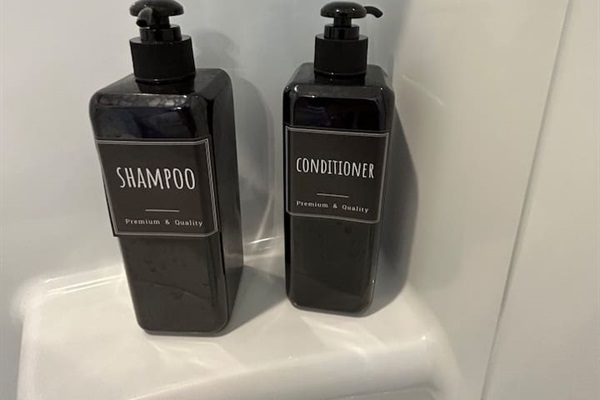 SHAMPOO
Premium & Quality
CONDITIONER
Premium & Quality